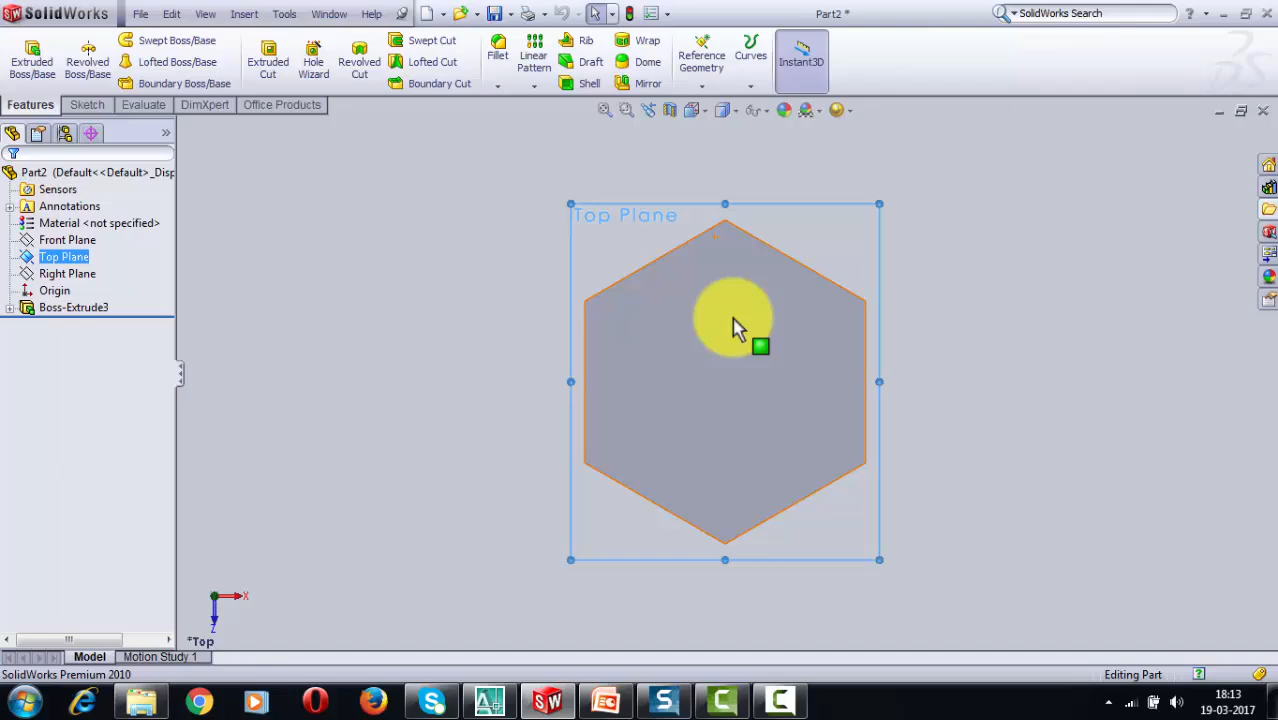 SolidWorks File Edit View Insert Tools Window Help Part2 * SolidWorks Search
Extruded Boss/Base
Revolved Boss/Base
Swept Boss/Base
Lofted Boss/Base
Boundary Boss/Base
Extruded Cut
Hole Wizard
Revolved Cut
Swept Cut
Lofted Cut
Boundary Cut
Fillet
Linear Pattern
Rib
Draft
Shell
Wrap
Dome
Mirror
Reference Geometry
Curves
Instant3D
Features Sketch Evaluate DimXpert Office Products
Part2 (Default<<Default>_Disp
Sensors
Annotations
Material <not specified>
Front Plane
Top Plane
Right Plane
Origin
Boss-Extrude3
Top Plane
X
Z
*Top
Model Motion Study 1
SolidWorks Premium 2010 Editing Part
18:13
19-03-2017